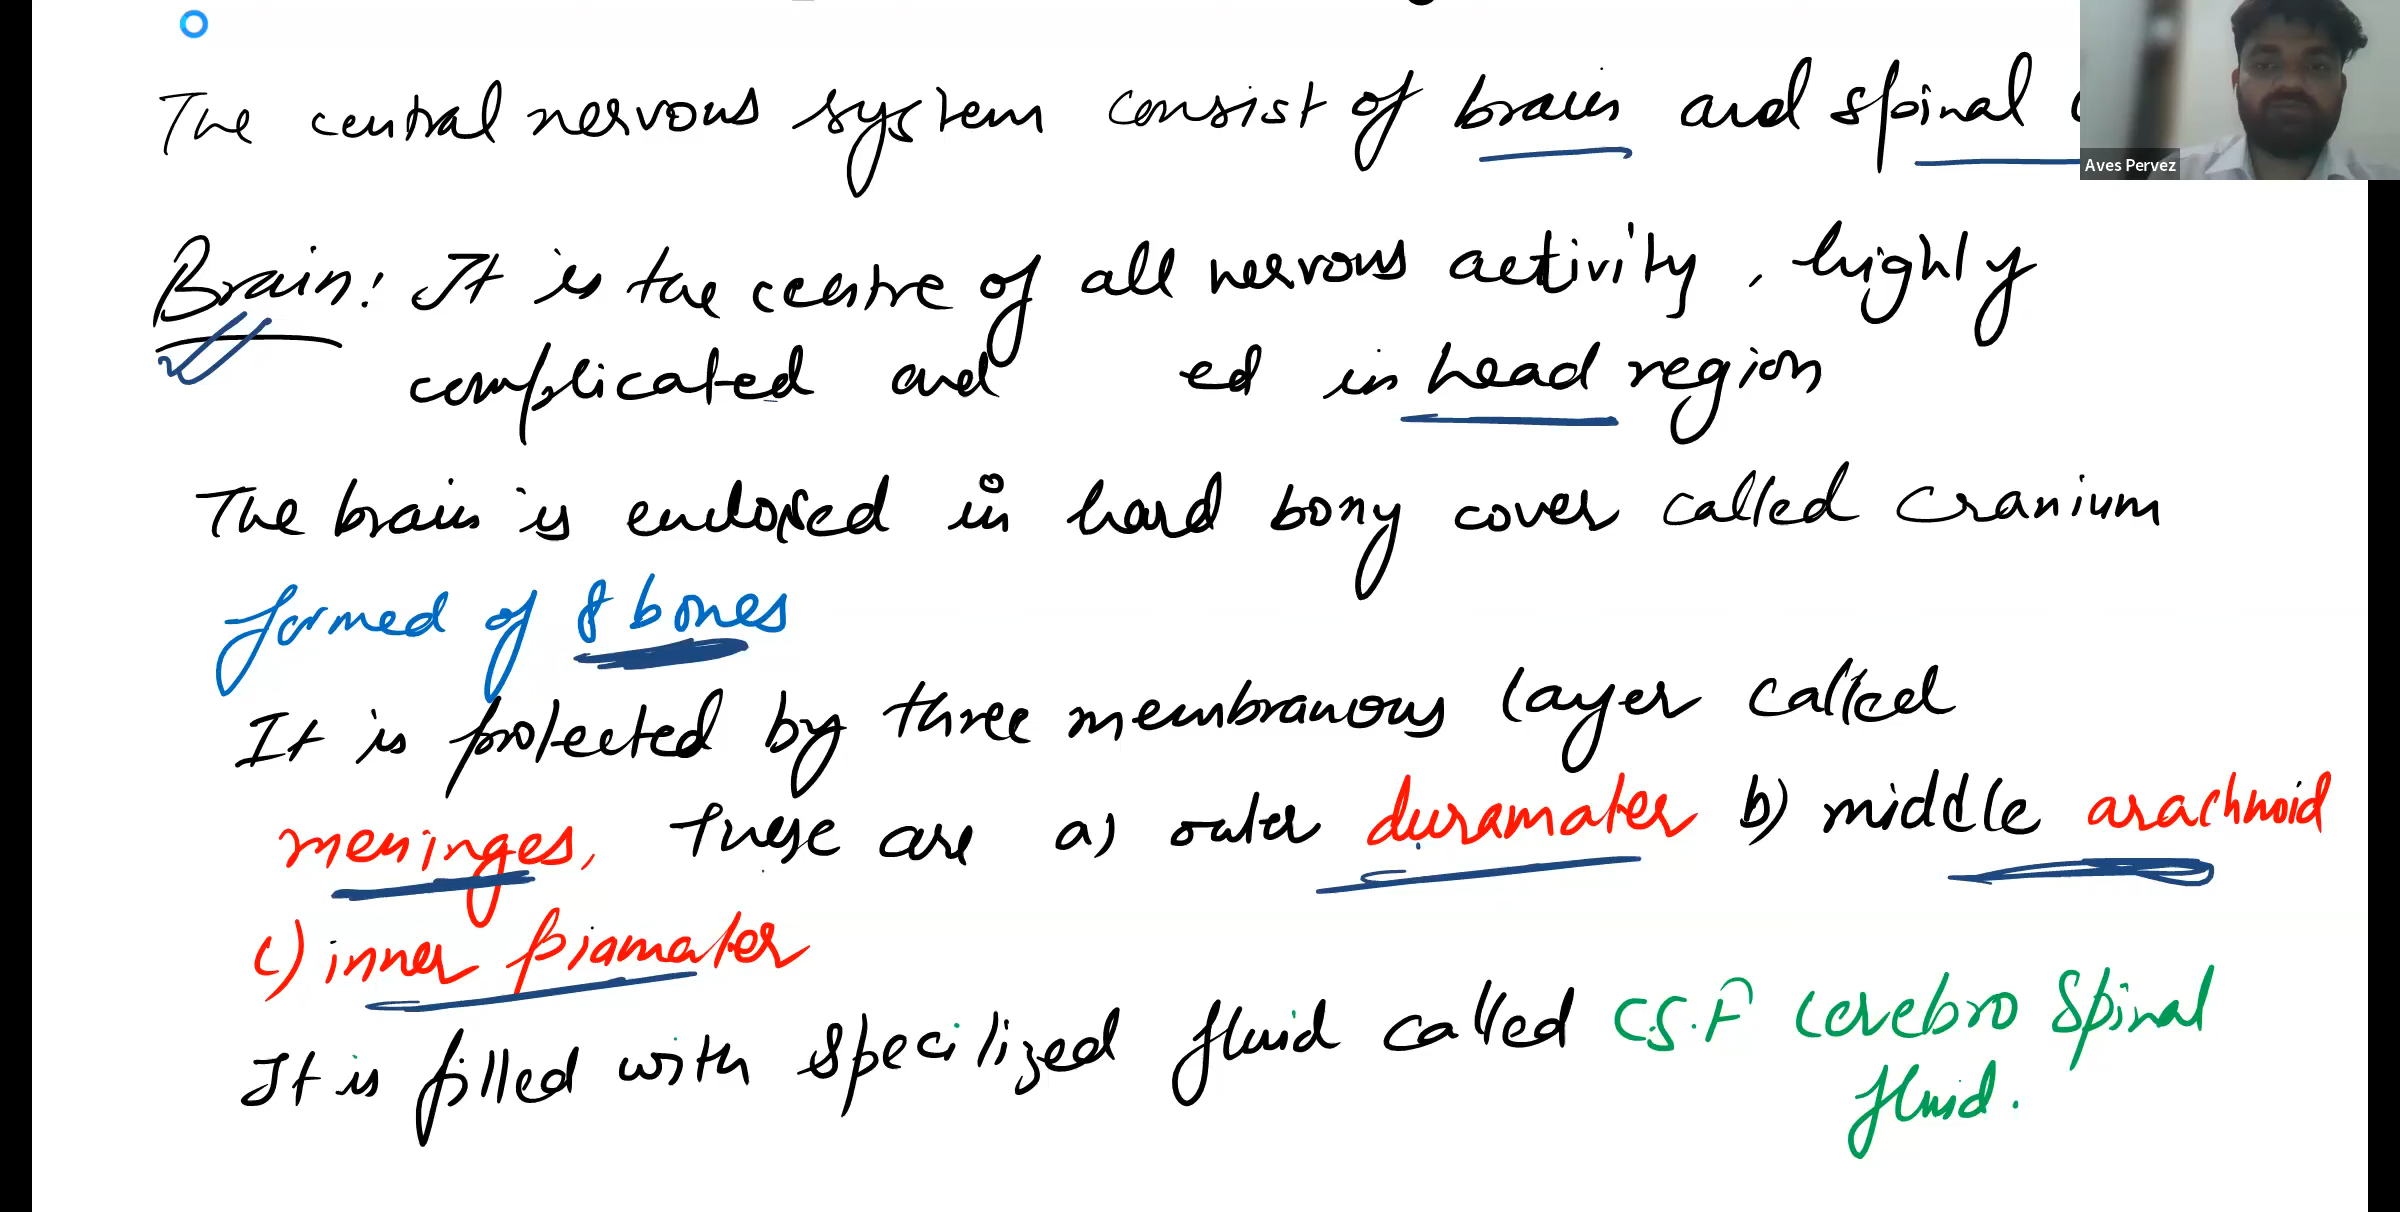 The central nervous system consist of brain and spinal
Aves Pervez
Brain: It is the centre of all nervous activity, highly
complicated and ed in head region
The brain is enclosed in hard bony cover called cranium
formed of 8 bones
It is protected by three membranous layer called
meninges, These are a) outer duramater b) middle arachnoid
c) inner piamater
It is filled with specilized fluid called C.S.F Cerebro Spinal
fluid.